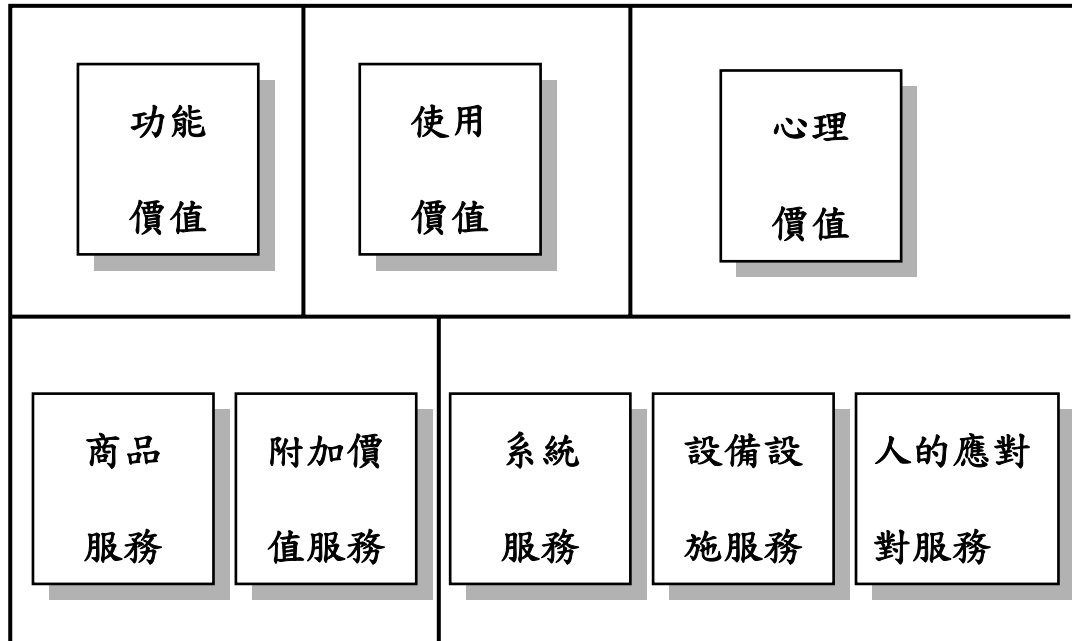 功能
價值
使用
價值
心理
價值
商品
服務
附加價
值服務
系統
服務
設備設
施服務
人的應對
對服務